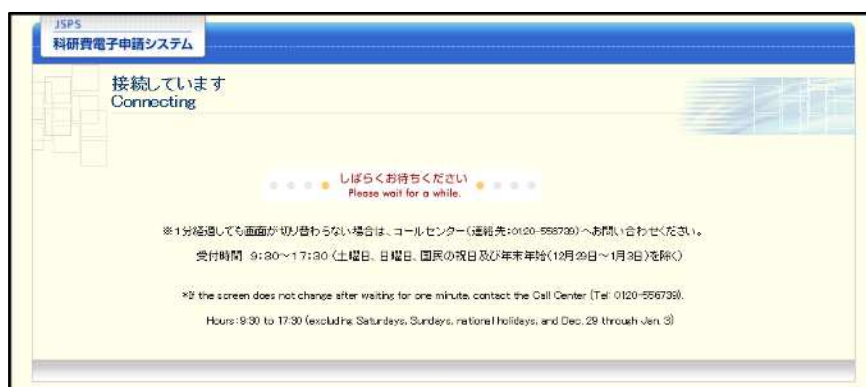 JSPS
科研費電子申請システム
接続しています
Connecting
しばらくお待ちください
Please wait for a while.
※1分経過しても画面が切り替わらない場合は、コールセンター(連絡先:0120-556739)へお問い合わせください。
受付時間 9:30～17:30 (土曜日、日曜日、国民の祝日及び年末年始(12月29日～1月3日)を除く)
*If the screen does not change after waiting for one minute, contact the Call Center (Tel: 0120-556739).
Hours: 9:30 to 17:30 (excluding Saturdays, Sundays, national holidays, and Dec. 29 through Jan. 3)